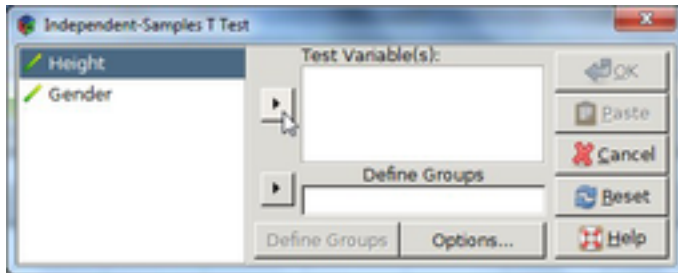 Independent-Samples T Test
Height
Gender
Test Variable(s):
Define Groups
Define Groups
Options...
OK
Paste
Cancel
Reset
Help